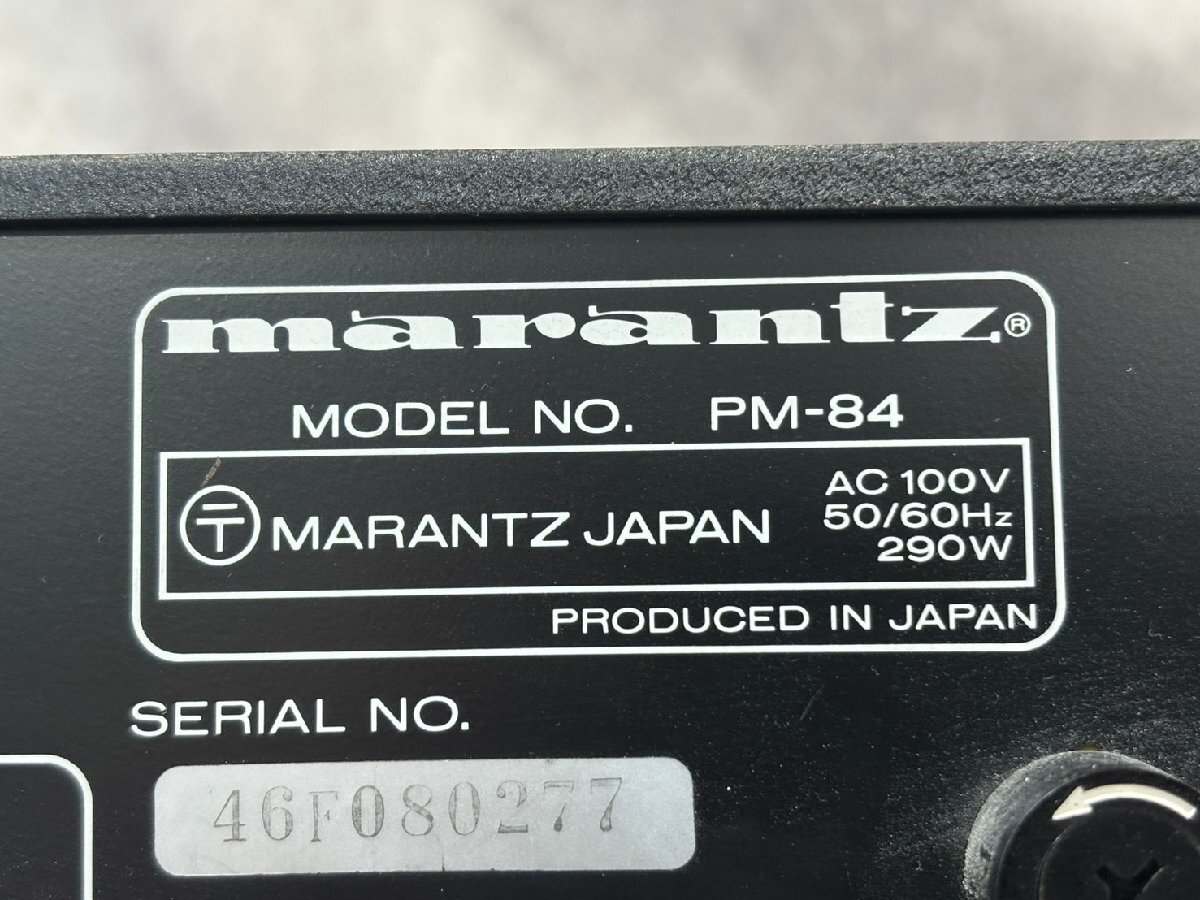 marantz®
MODEL NO. PM-84
〒 MARANTZ JAPAN
AC 100V
50/60Hz
290W
PRODUCED IN JAPAN
SERIAL NO.
46F080277